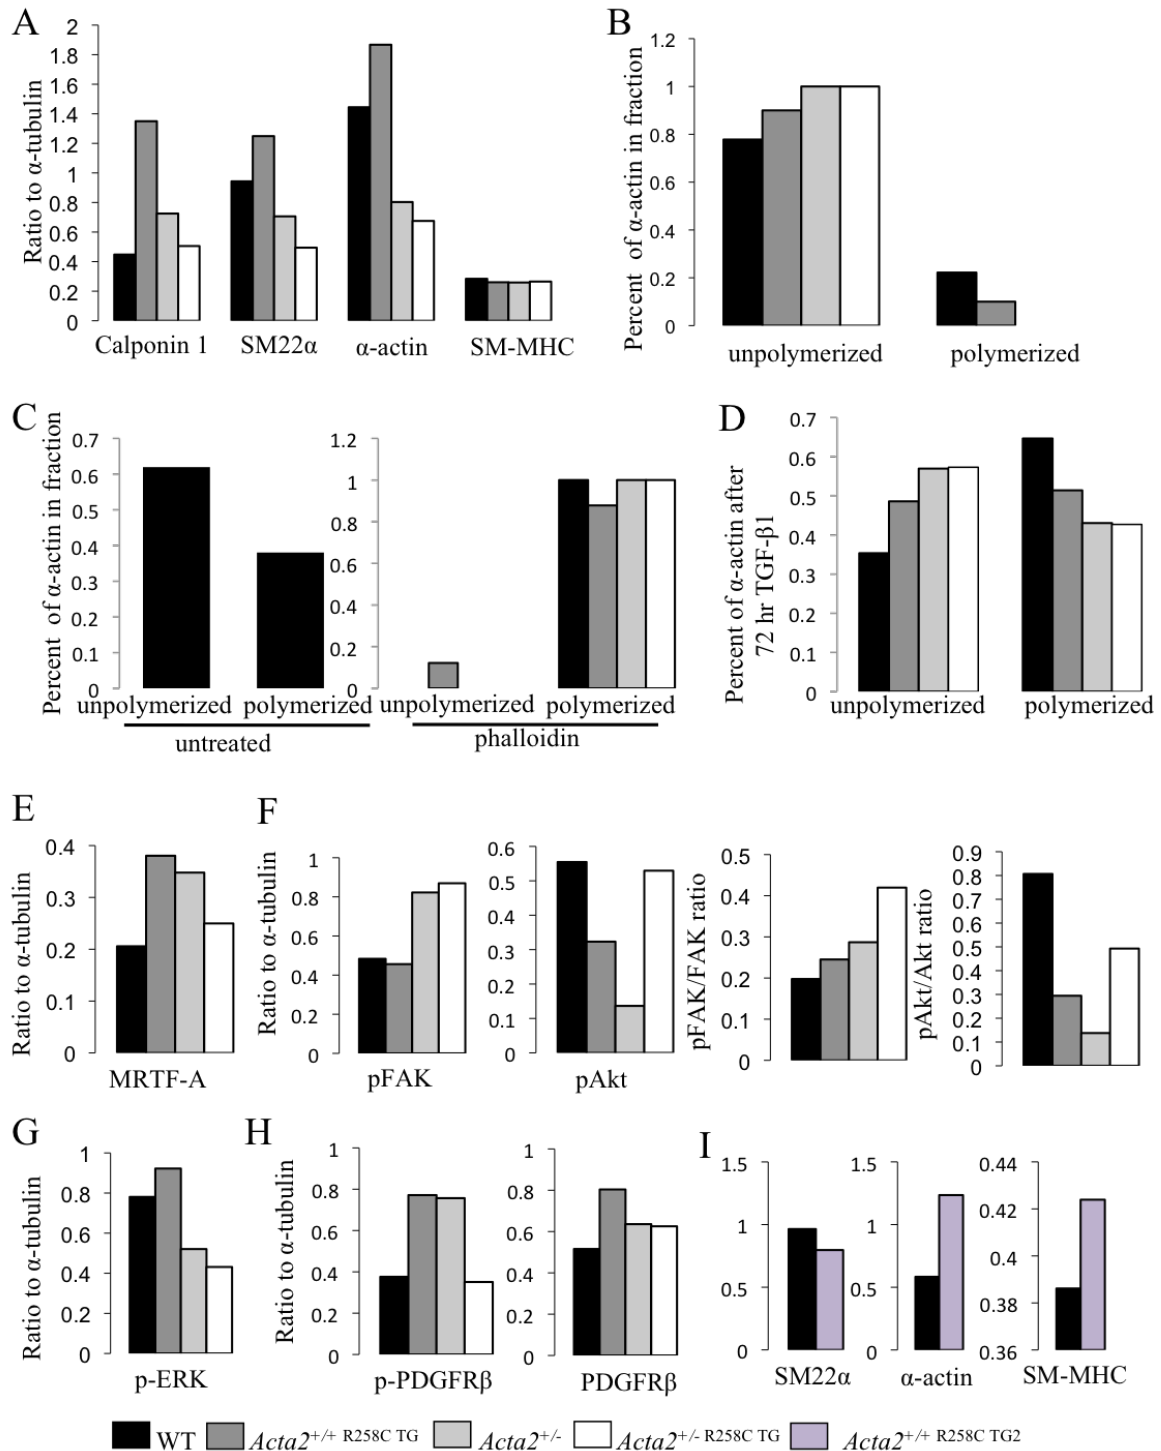 A
Ratio to α-tubulin
2
1.8
1.6
1.4
1.2
1
0.8
0.6
0.4
0.2
0
Calponin 1 SM22α α-actin SM-MHC
B
Percent of α-actin in fraction
1.2
1
0.8
0.6
0.4
0.2
0
unpolymerized polymerized
C
Percent of α-actin in fraction
0.7
0.6
0.5
0.4
0.3
0.2
0.1
0
unpolymerized polymerized
untreated
1.2
1
0.8
0.6
0.4
0.2
0
unpolymerized polymerized
phalloidin
D
Percent of α-actin after
72 hr TGF-β1
0.7
0.6
0.5
0.4
0.3
0.2
0.1
0
unpolymerized polymerized
E
Ratio to α-tubulin
0.4
0.3
0.2
0.1
0
MRTF-A
F
Ratio to α-tubulin
1
0.8
0.6
0.4
0.2
0
pFAK
0.6
0.5
0.4
0.3
0.2
0.1
0
pAkt
pFAK/FAK ratio
0.5
0.4
0.3
0.2
0.1
0
pAkt/Akt ratio
0.9
0.8
0.7
0.6
0.5
0.4
0.3
0.2
0.1
0
G
Ratio to α-tubulin
1
0.8
0.6
0.4
0.2
0
p-ERK
H
Ratio to α-tubulin
1
0.8
0.6
0.4
0.2
0
p-PDGFRβ
1
0.8
0.6
0.4
0.2
0
PDGFRβ
I
1.5
1
0.5
0
SM22α
1.5
1
0.5
0
α-actin
0.44
0.42
0.4
0.38
0.36
SM-MHC
WT Acta2+/+ R258C TG Acta2+/- Acta2+/- R258C TG Acta2+/+ R258C TG2